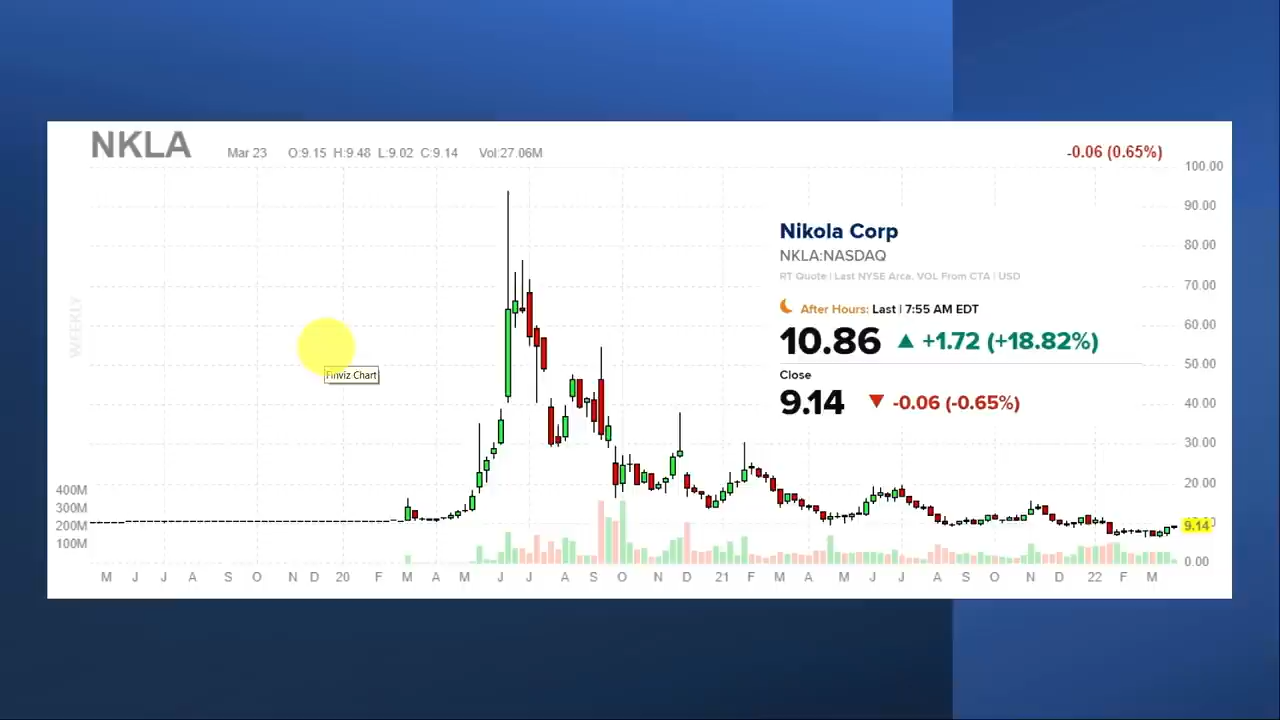 NKLA Mar 23 O:9.15 H:9.48 L:9.02 C:9.14 Vol:27.06M -0.06 (0.65%)
100.00
90.00
80.00
70.00
60.00
50.00
40.00
30.00
20.00
9.14
0.00
WEEKLY
Finviz Chart
Nikola Corp
NKLA:NASDAQ
RT Quote | Last NYSE Arca, VOL From CTA | USD
After Hours: Last | 7:55 AM EDT
10.86 ▲ +1.72 (+18.82%)
Close
9.14 ▼ -0.06 (-0.65%)
400M
300M
200M
100M
M J J A S O N D 20 F M A M J J A S O N D 21 F M A M J J A S O N D 22 F M